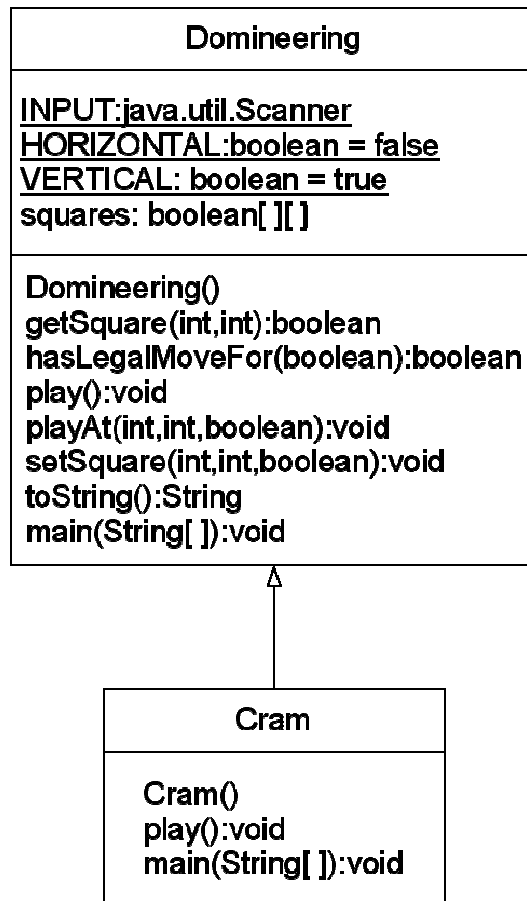 Domineering
INPUT:java.util.Scanner
HORIZONTAL:boolean = false
VERTICAL: boolean = true
squares: boolean[ ][ ]
Domineering()
getSquare(int,int):boolean
hasLegalMoveFor(boolean):boolean
play():void
playAt(int,int,boolean):void
setSquare(int,int,boolean):void
toString():String
main(String[ ]):void
Cram
Cram()
play():void
main(String[ ]):void